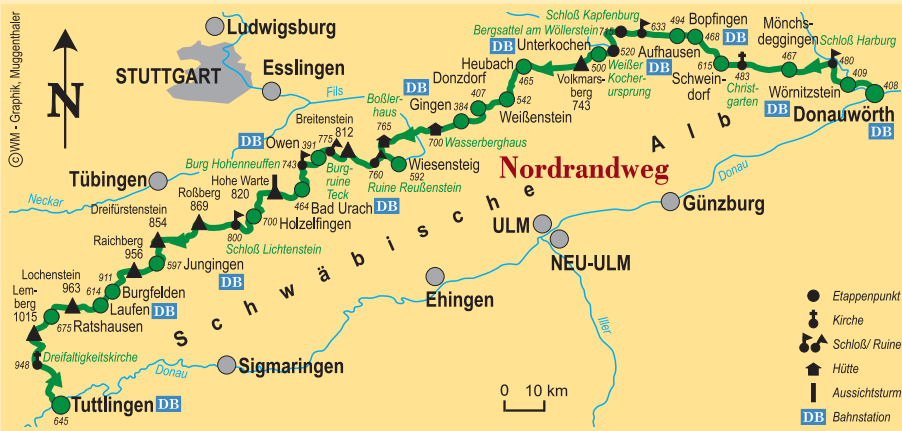 ©WM - Graphik, Muggenthaler
N
Ludwigsburg
STUTTGART
Esslingen
Fils
Neckar
Tübingen
Nordrandweg
Schwäbische Alb
Donau
Donau
Iller
ULM
NEU-ULM
Günzburg
Ehingen
Sigmaringen
0 10 km
Donauwörth
408
DB
409
Wörnitzstein
DB
Schloß Harburg
480
Mönchs-
deggingen
467
Christ-
garten
483
Schwein-
dorf
615
Bopfingen
468
DB
494
Aufhausen
DB
633
Schloß Kapfenburg
Bergsattel am Wöllerstein
715
520
Weißer
Kocher-
ursprung
DB
Unterkochen
500
Volkmars-
berg
743
Heubach
465
542
Weißenstein
Donzdorf
407
DB
Gingen
384
700
Wasserberghaus
Boßler-
haus
765
Wiesensteig
592
760
Ruine Reußenstein
Breitenstein
812
775
Burg-
ruine
Teck
DB
Owen
391
Burg Hohenneuffen
743
Bad Urach
464
DB
Hohe Warte
820
Holzelfingen
700
800
Schloß Lichtenstein
Roßberg
869
Dreifürstenstein
854
Jungingen
597
DB
Raichberg
956
911
Burgfelden
614
Laufen
DB
Lochenstein
963
Ratshausen
675
Lem-
berg
1015
948
Dreifaltigkeitskirche
Tuttlingen
DB
645
Etappenpunkt
Kirche
Schloß/ Ruine
Hütte
Aussichtsturm
DB Bahnstation